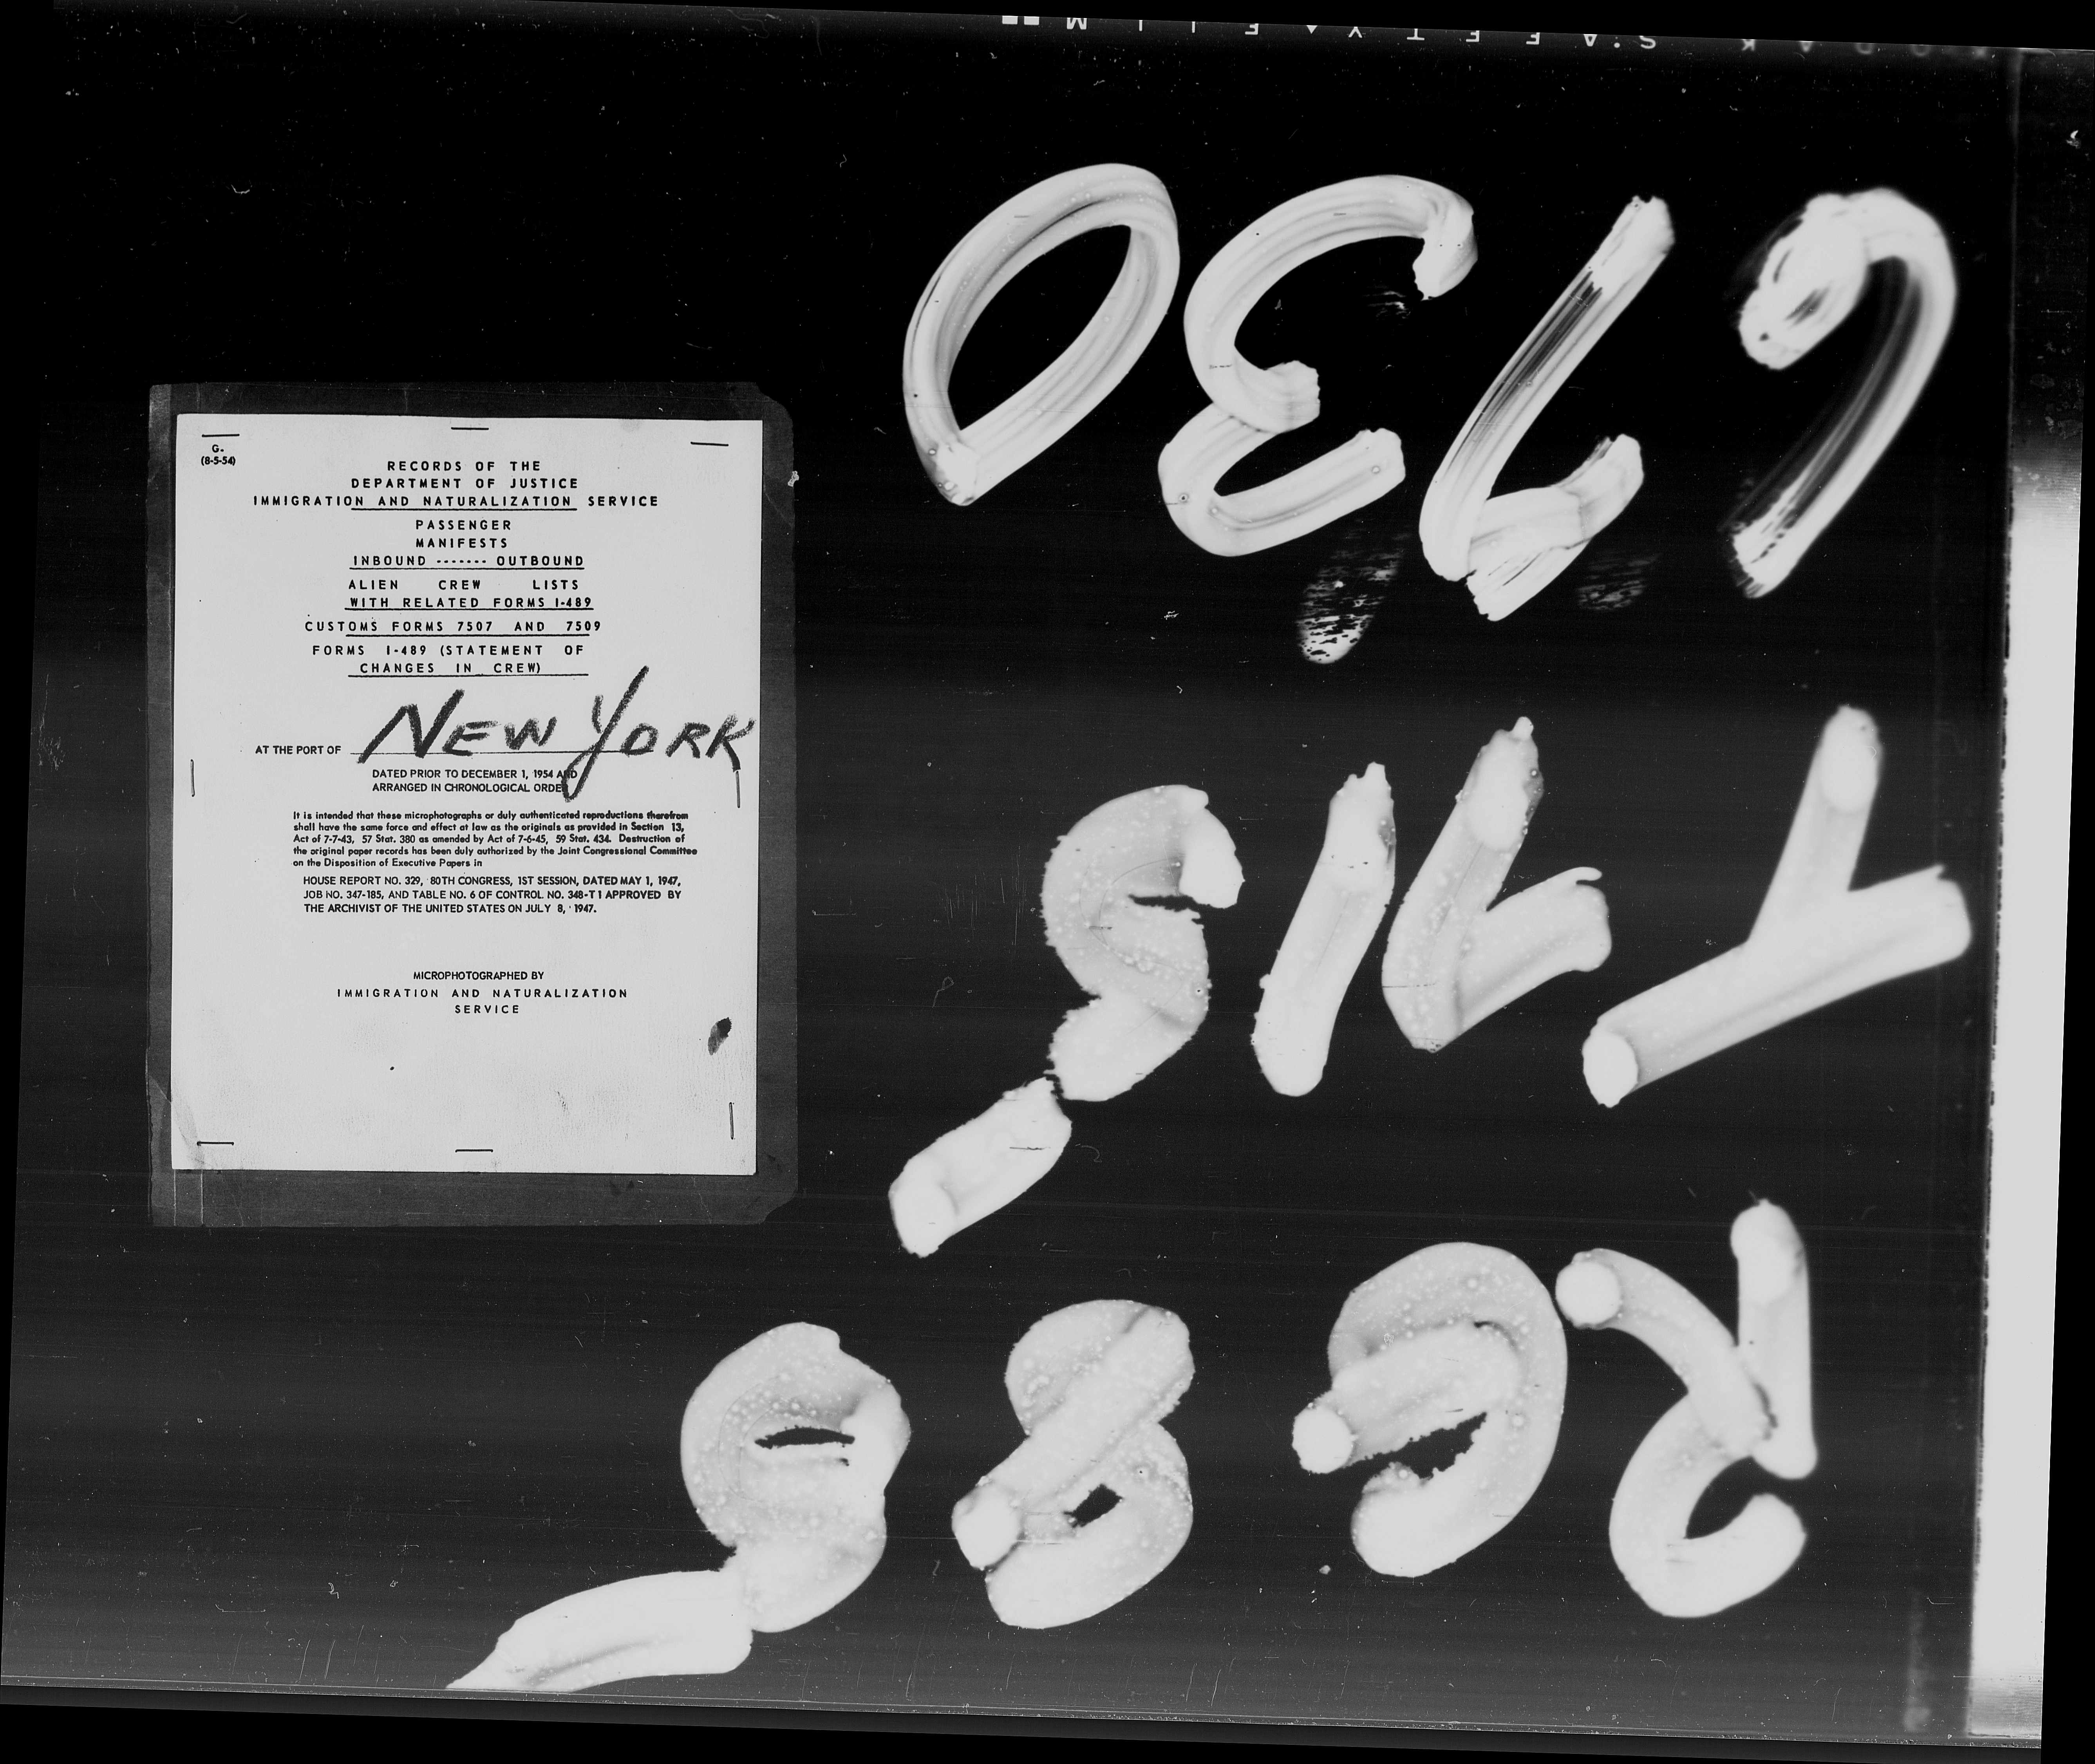 G.
(8-5-54)
RECORDS OF THE
DEPARTMENT OF JUSTICE
IMMIGRATION AND NATURALIZATION SERVICE
PASSENGER
MANIFESTS
INBOUND ------- OUTBOUND
ALIEN CREW LISTS
WITH RELATED FORMS I-489
CUSTOMS FORMS 7507 AND 7509
FORMS I-489 (STATEMENT OF
CHANGES IN CREW)
AT THE PORT OF NEW YORK
DATED PRIOR TO DECEMBER 1, 1954 AND
ARRANGED IN CHRONOLOGICAL ORDER
It is intended that these microphotographs or duly authenticated reproductions therefrom
shall have the same force and effect at law as the originals as provided in Section 13,
Act of 7-7-43, 57 Stat. 380 as amended by Act of 7-6-45, 59 Stat. 434. Destruction of
the original paper records has been duly authorized by the Joint Congressional Committee
on the Disposition of Executive Papers in
HOUSE REPORT NO. 329, 80TH CONGRESS, 1ST SESSION, DATED MAY 1, 1947,
JOB NO. 347-185, AND TABLE NO. 6 OF CONTROL NO. 348-T1 APPROVED BY
THE ARCHIVIST OF THE UNITED STATES ON JULY 8, 1947.
MICROPHOTOGRAPHED BY
IMMIGRATION AND NATURALIZATION
SERVICE